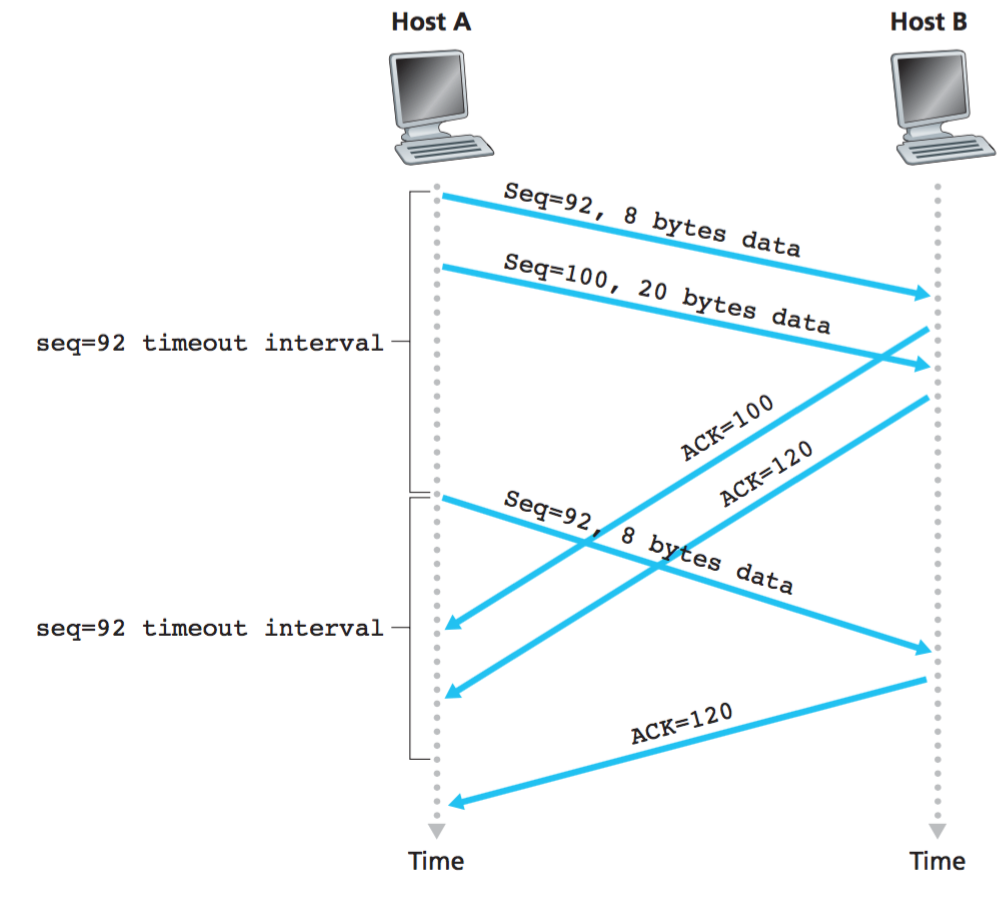 Host A
Host B
Seq=92, 8 bytes data
Seq=100, 20 bytes data
seq=92 timeout interval
ACK=100
ACK=120
Seq=92, 8 bytes data
seq=92 timeout interval
ACK=120
Time
Time